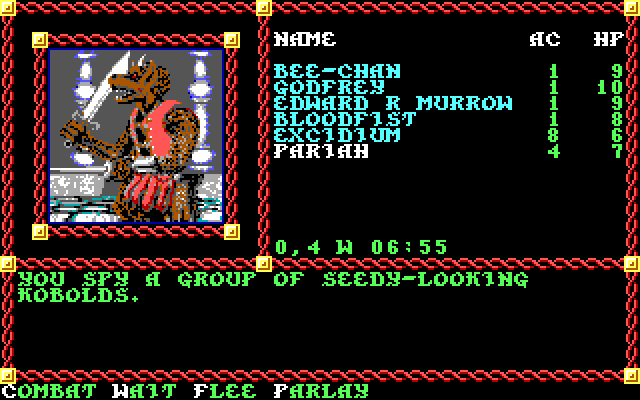 NAME AC HP
BEE-CHAN 1 9
GODFREY 1 10
EDWARD R MURROW 1 9
BLOODFIST 1 8
EXCIDIUM 8 6
PARIAH 4 7
0,4 W 06:55
YOU SPY A GROUP OF SEEDY-LOOKING
KOBOLDS.
COMBAT WAIT FLEE PARLAY